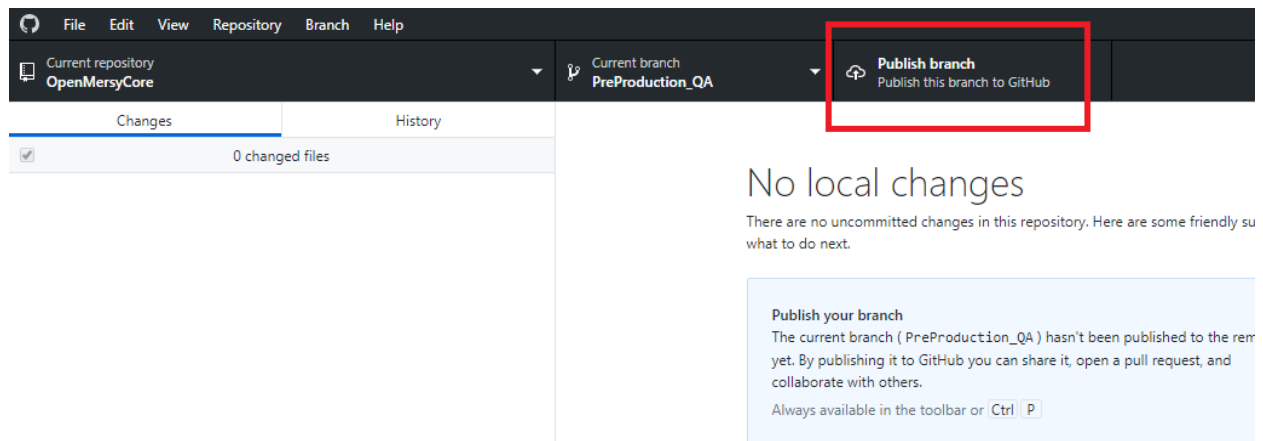 File Edit View Repository Branch Help
Current repository
OpenMersyCore
Current branch
PreProduction_QA
Publish branch
Publish this branch to GitHub
Changes History
0 changed files
No local changes
There are no uncommitted changes in this repository. Here are some friendly su
what to do next.
Publish your branch
The current branch ( PreProduction_QA ) hasn't been published to the rem
yet. By publishing it to GitHub you can share it, open a pull request, and
collaborate with others.
Always available in the toolbar or Ctrl P